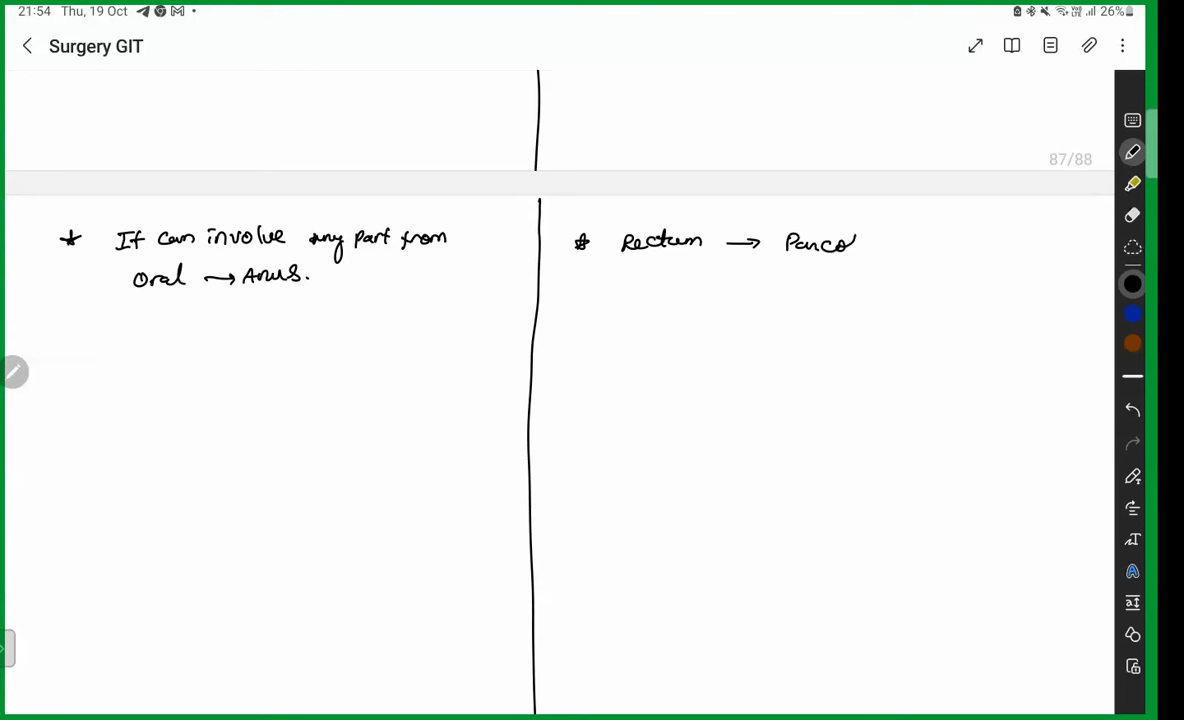 21:54 Thu, 19 Oct
26%
Surgery GIT
87/88
It can involve any part from
Oral → Anus.
Rectum → Panco